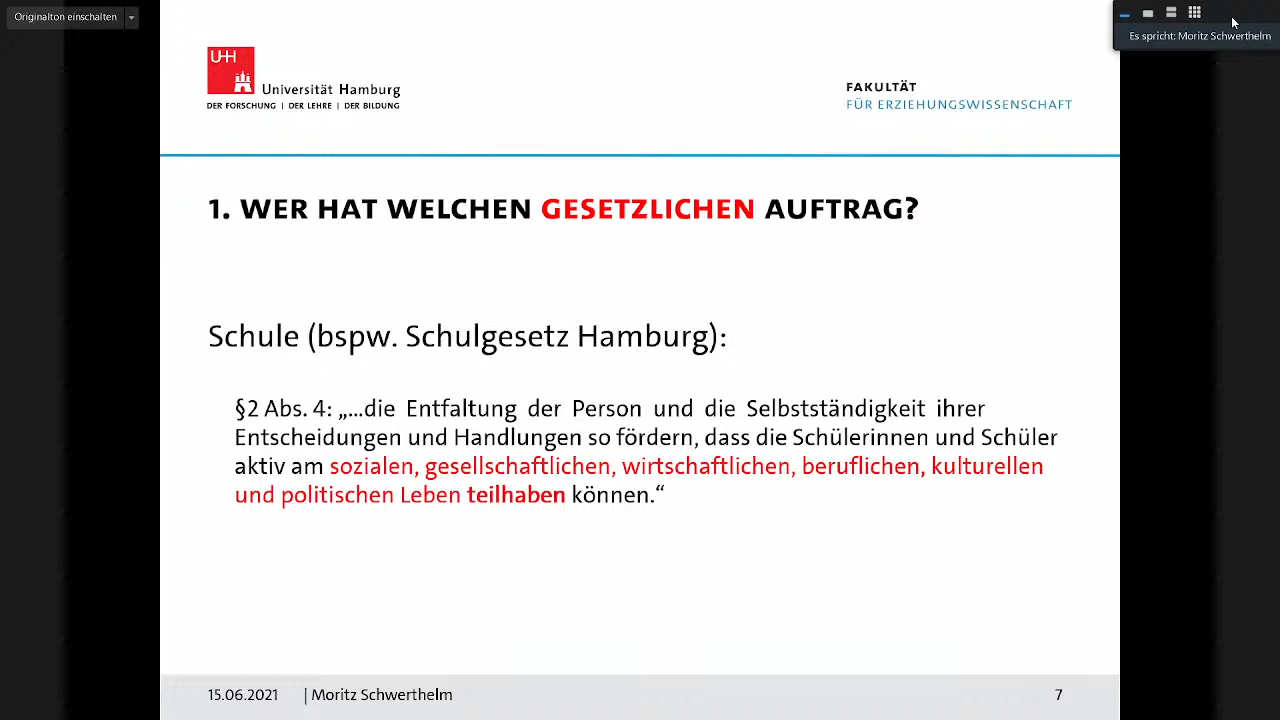 Originalton einschalten
Es spricht: Moritz Schwerthelm
UHH
Universität Hamburg
DER FORSCHUNG | DER LEHRE | DER BILDUNG
FAKULTÄT
FÜR ERZIEHUNGSWISSENSCHAFT
1. WER HAT WELCHEN GESETZLICHEN AUFTRAG?
Schule (bspw. Schulgesetz Hamburg):
§2 Abs. 4: „...die Entfaltung der Person und die Selbstständigkeit ihrer
Entscheidungen und Handlungen so fördern, dass die Schülerinnen und Schüler
aktiv am sozialen, gesellschaftlichen, wirtschaftlichen, beruflichen, kulturellen
und politischen Leben teilhaben können.“
15.06.2021 | Moritz Schwerthelm 7